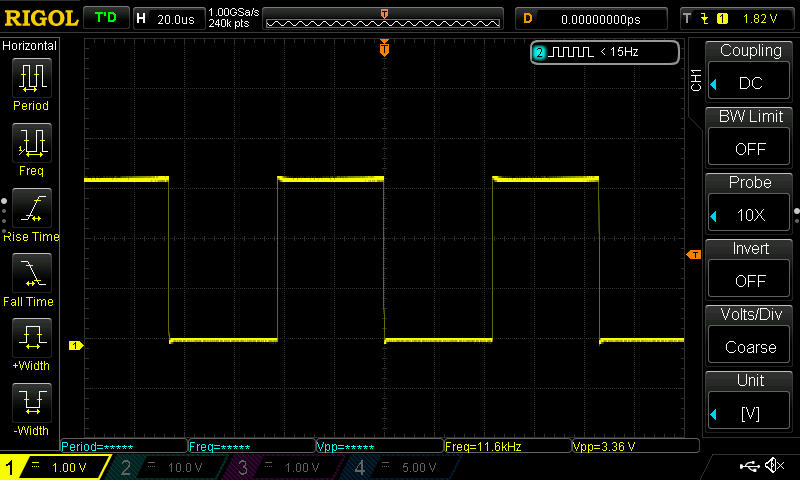 RIGOL T'D H 20.0us 1.00GSa/s 240k pts T D 0.00000000ps T 1 1.82 V
Horizontal
Period
Freq
Rise Time
Fall Time
+Width
-Width
T
2 < 15Hz
T
1
CH1
Coupling
DC
BW Limit
OFF
Probe
10X
Invert
OFF
Volts/Div
Coarse
Unit
[V]
Period=***** Freq=***** Vpp=***** Freq=11.6kHz Vpp=3.36 V
1 1.00 V 2 10.0 V 3 1.00 V 4 5.00 V